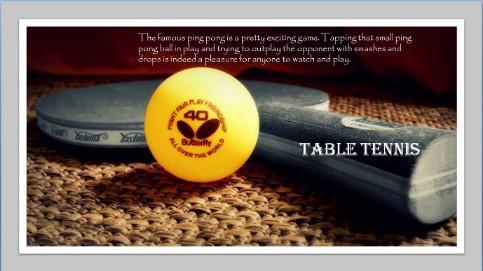 The famous ping pong is a pretty exciting game. Tapping that small ping
pong ball in play and trying to outplay the opponent with smashes and
drops is indeed a pleasure for anyone to watch and play.
FIGHT FAIR PLAY FRIENDSHIP
40
Butterfly
ALL OVER THE WORLD
TABLE TENNIS